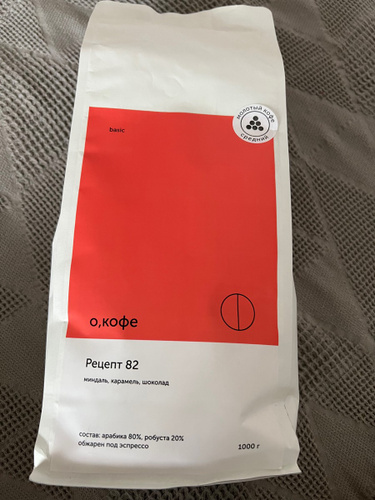 молотый кофе
средний
basic
о,кофе
Рецепт 82
миндаль, карамель, шоколад
состав: арабика 80%, робуста 20%
обжарен под эспрессо
1000 г